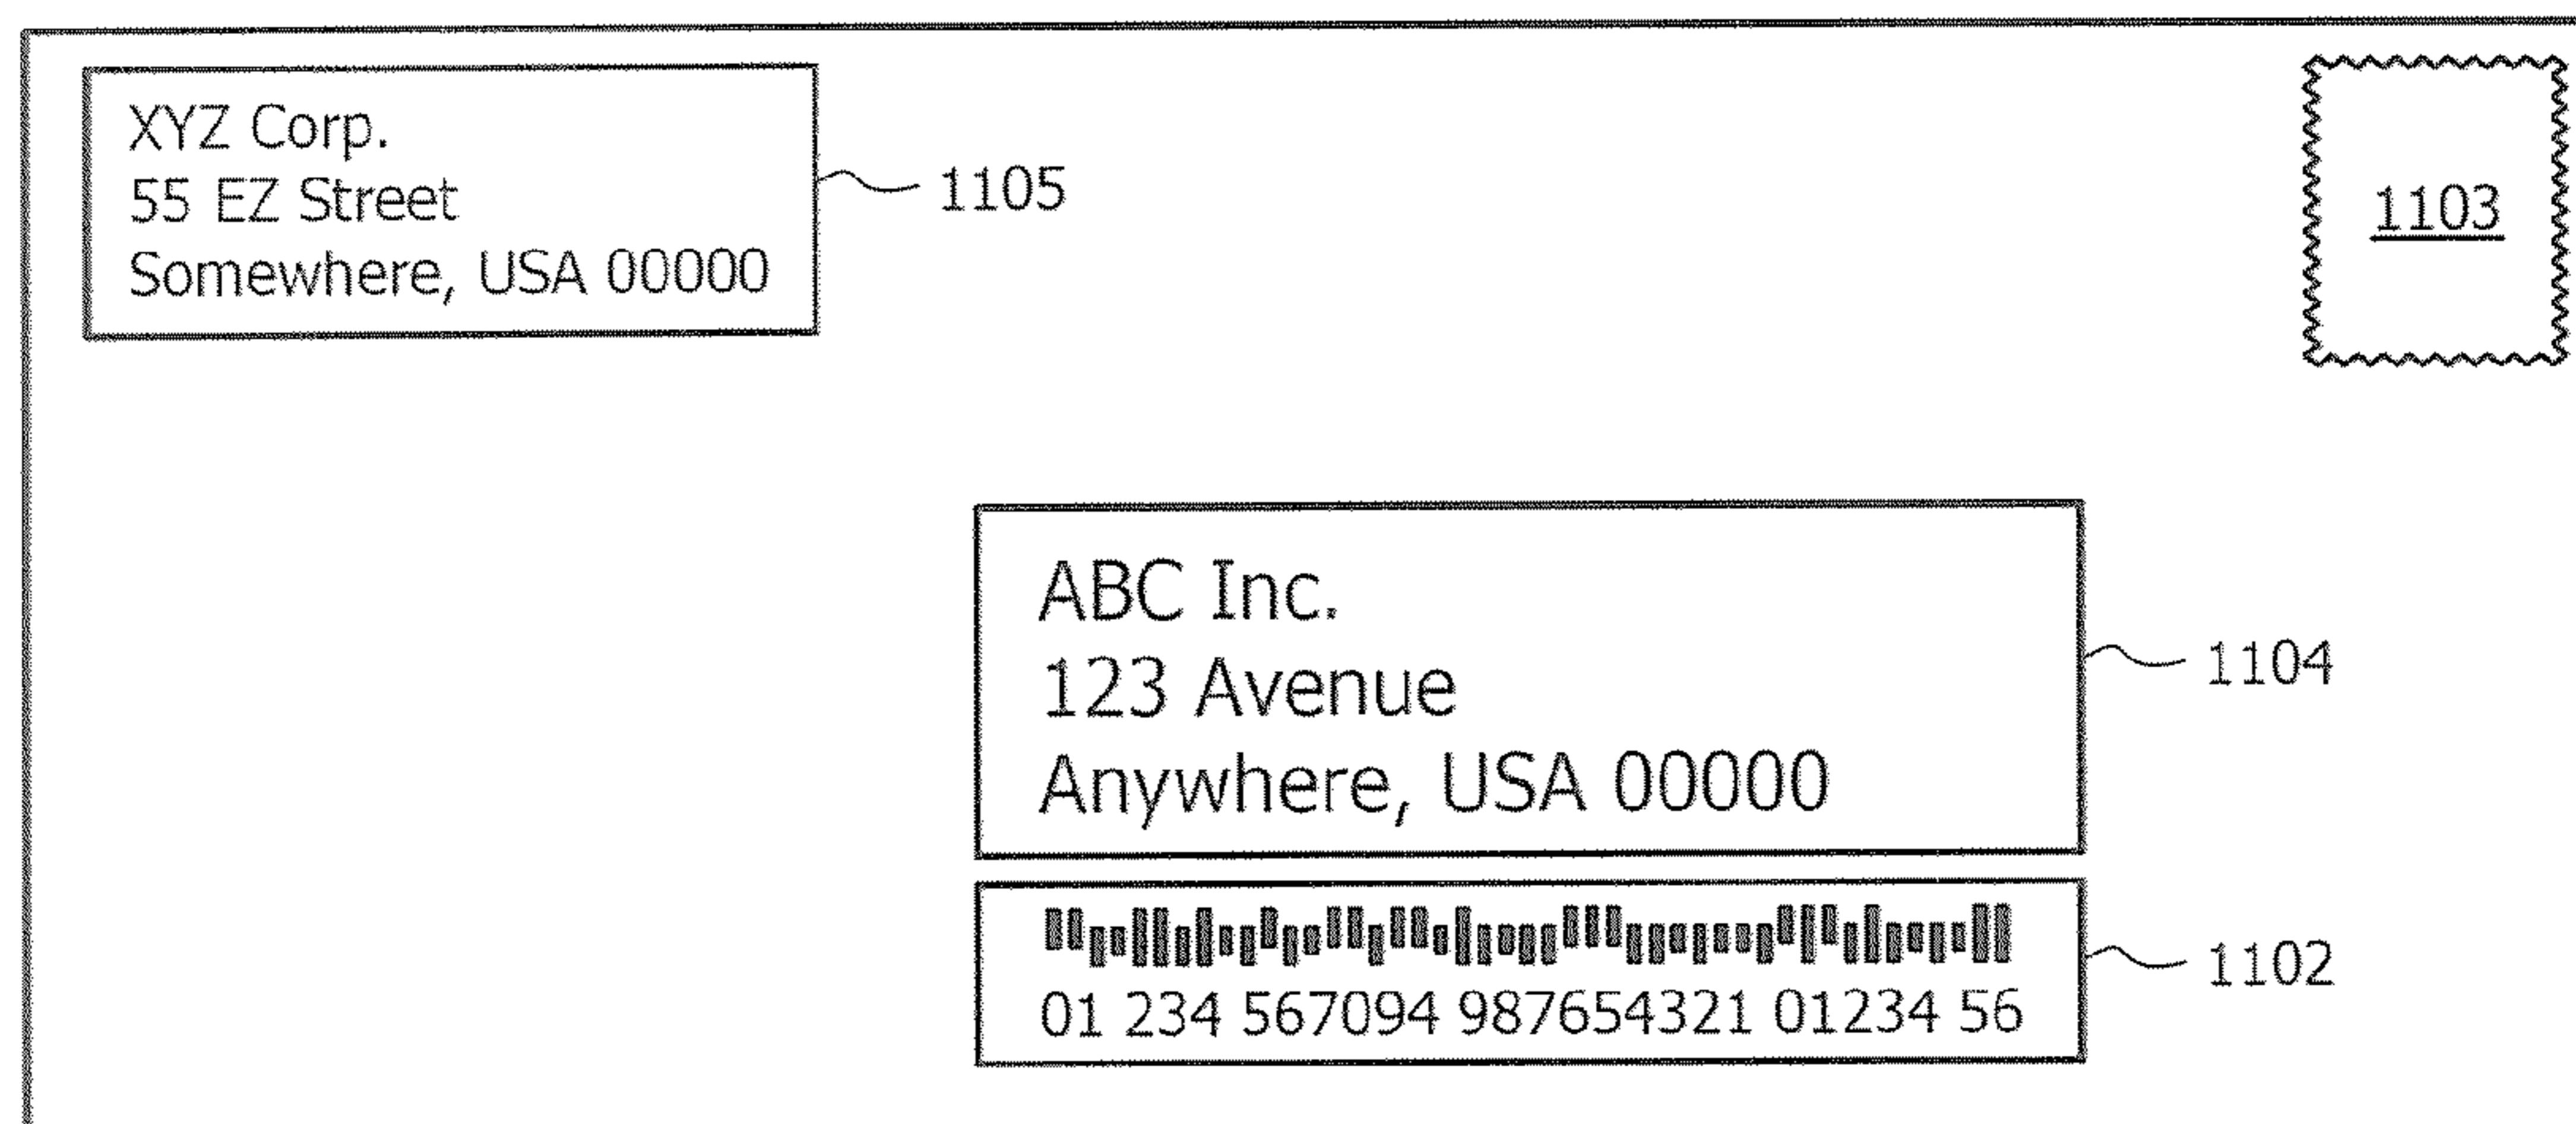 XYZ Corp.
55 EZ Street
Somewhere, USA 00000
1105
1103
ABC Inc.
123 Avenue
Anywhere, USA 00000
1104
01 234 567094 987654321 01234 56
1102